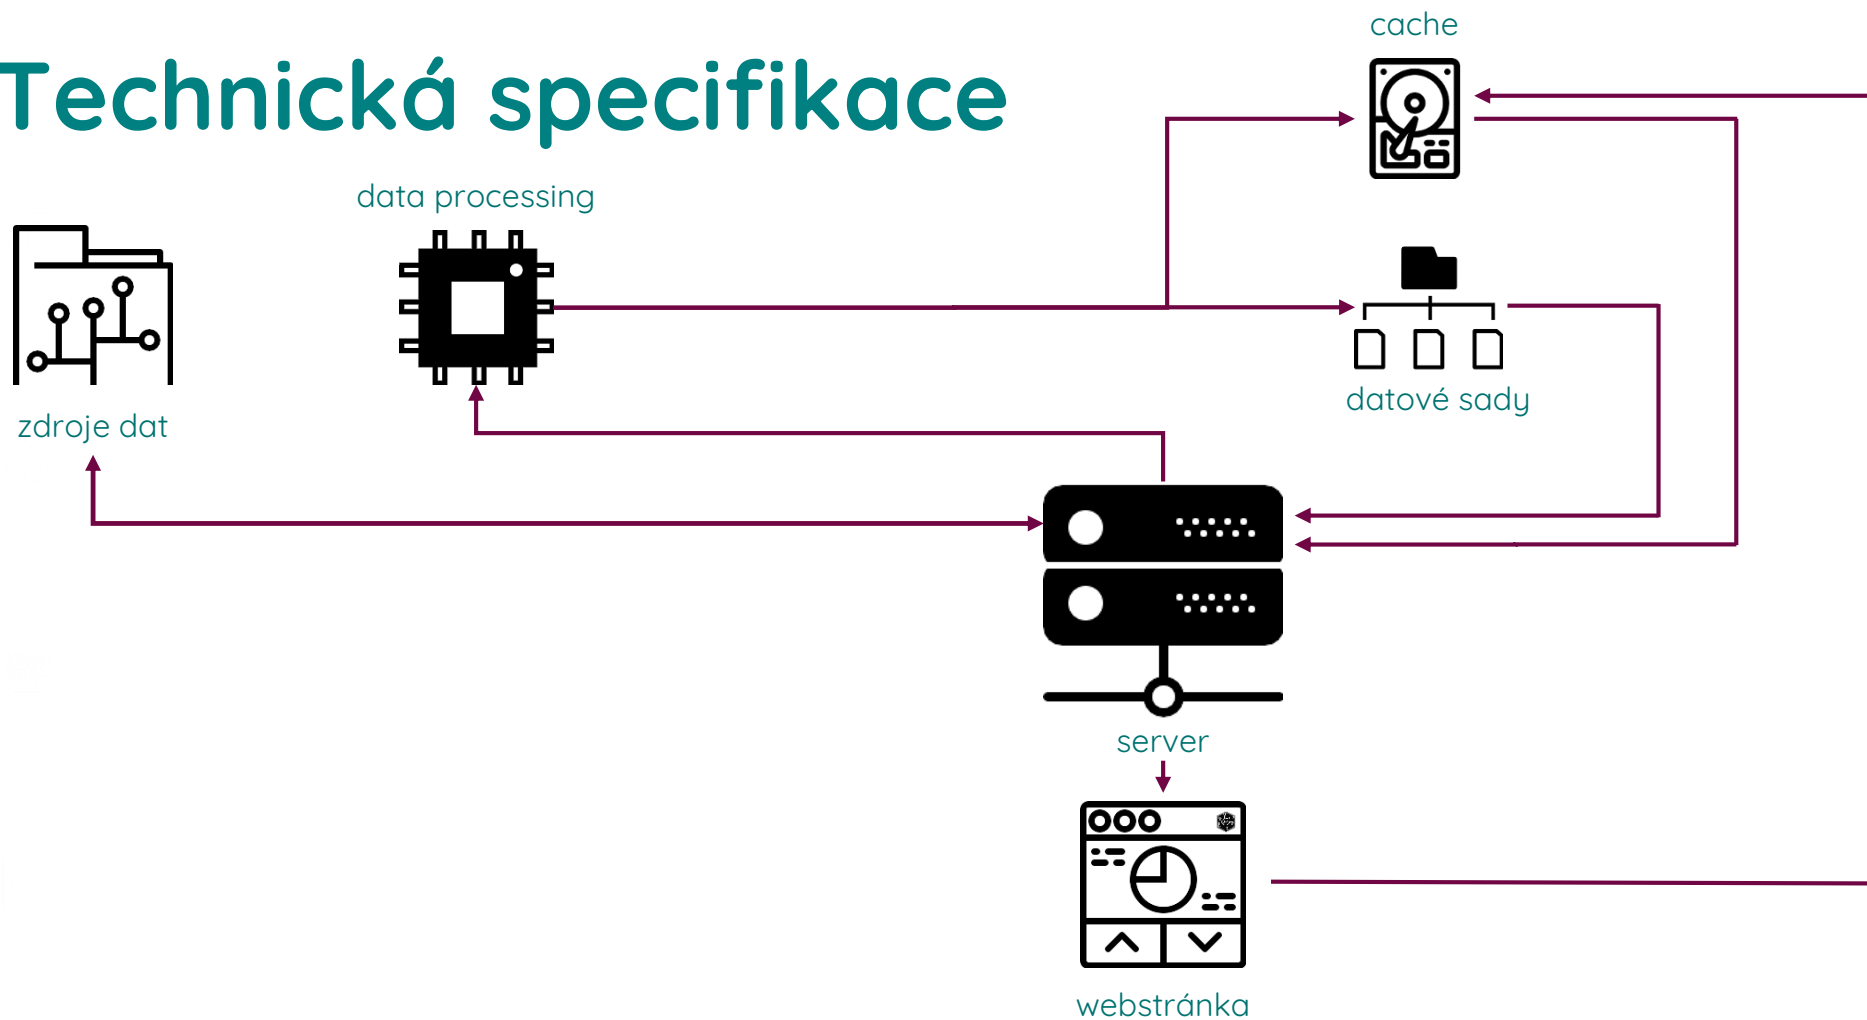 Technická specifikace
cache
data processing
zdroje dat
datové sady
server
webstránka